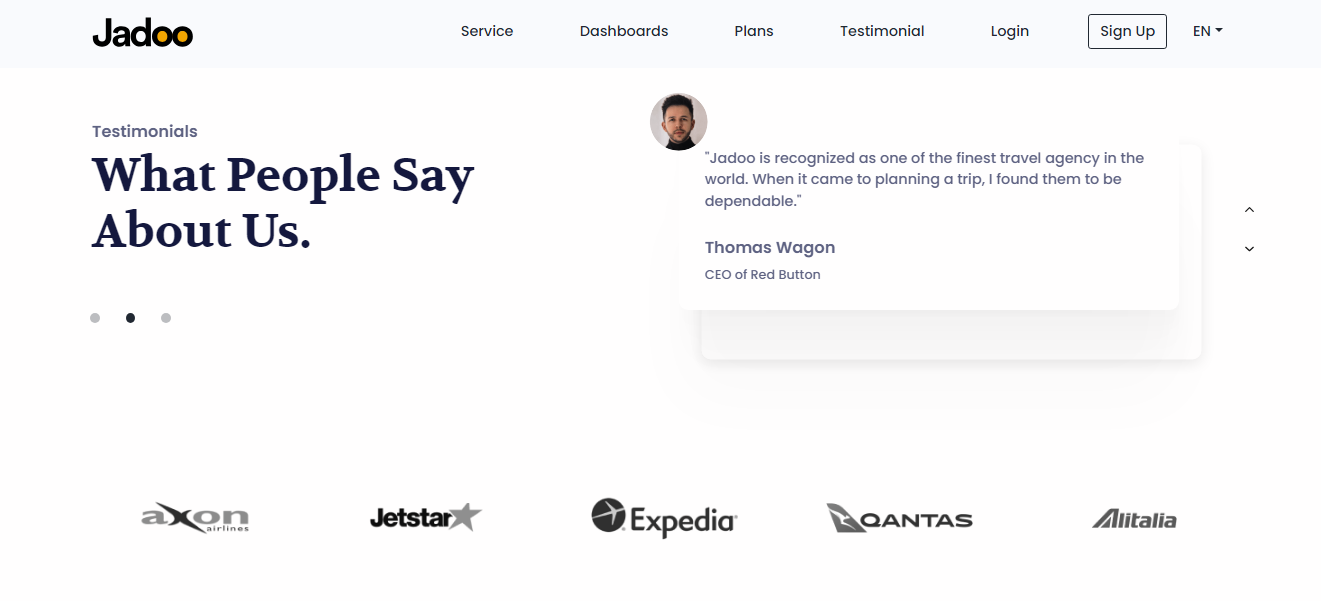 Jadoo
Service
Dashboards
Plans
Testimonial
Login
Sign Up
EN
Testimonials
What People Say
About Us.
"Jadoo is recognized as one of the finest travel agency in the
world. When it came to planning a trip, I found them to be
dependable."
Thomas Wagon
CEO of Red Button
axon
airlines
Jetstar
Expedia
QANTAS
Alitalia